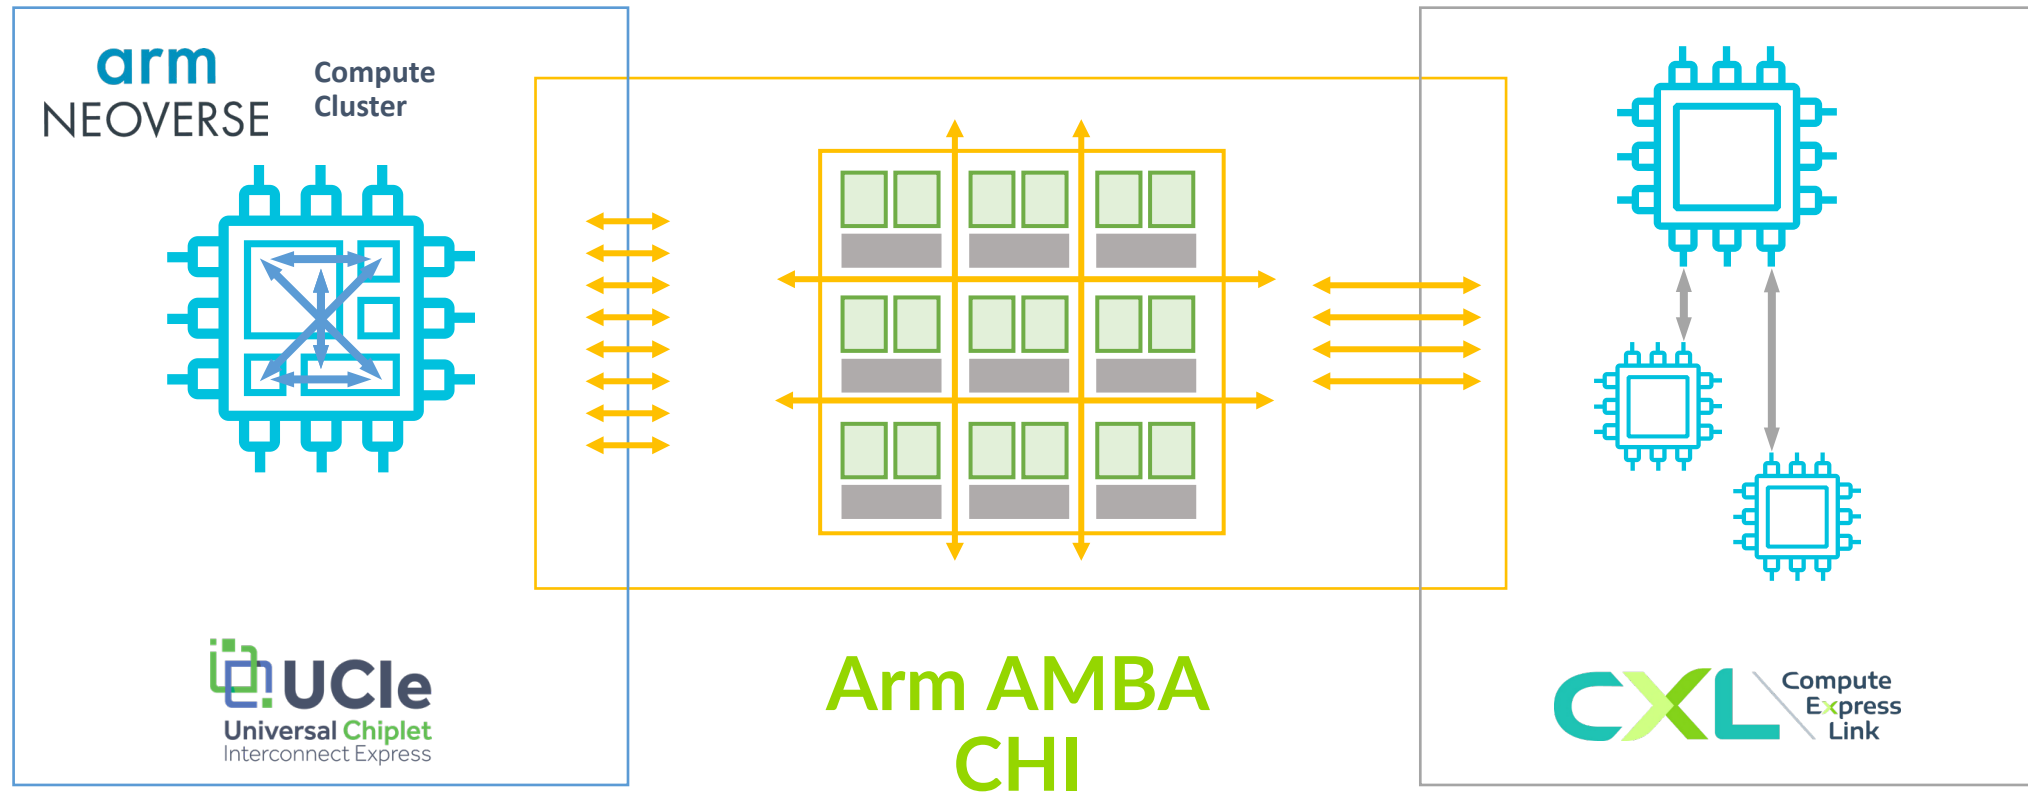 arm
NEOVERSE
Compute
Cluster
UCIe
Universal Chiplet
Interconnect Express
Arm AMBA
CHI
CXL
Compute
Express
Link